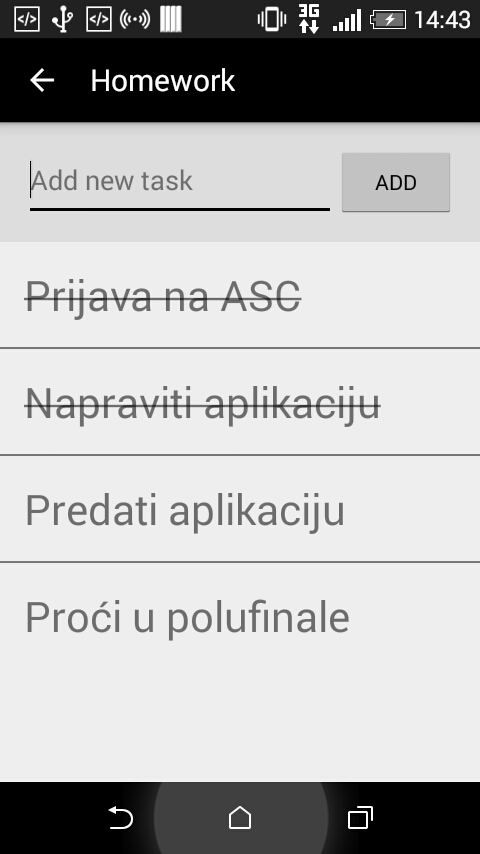 3G 14:43
Homework
Add new task ADD
Prijava na ASC
Napraviti aplikaciju
Predati aplikaciju
Proći u polufinale